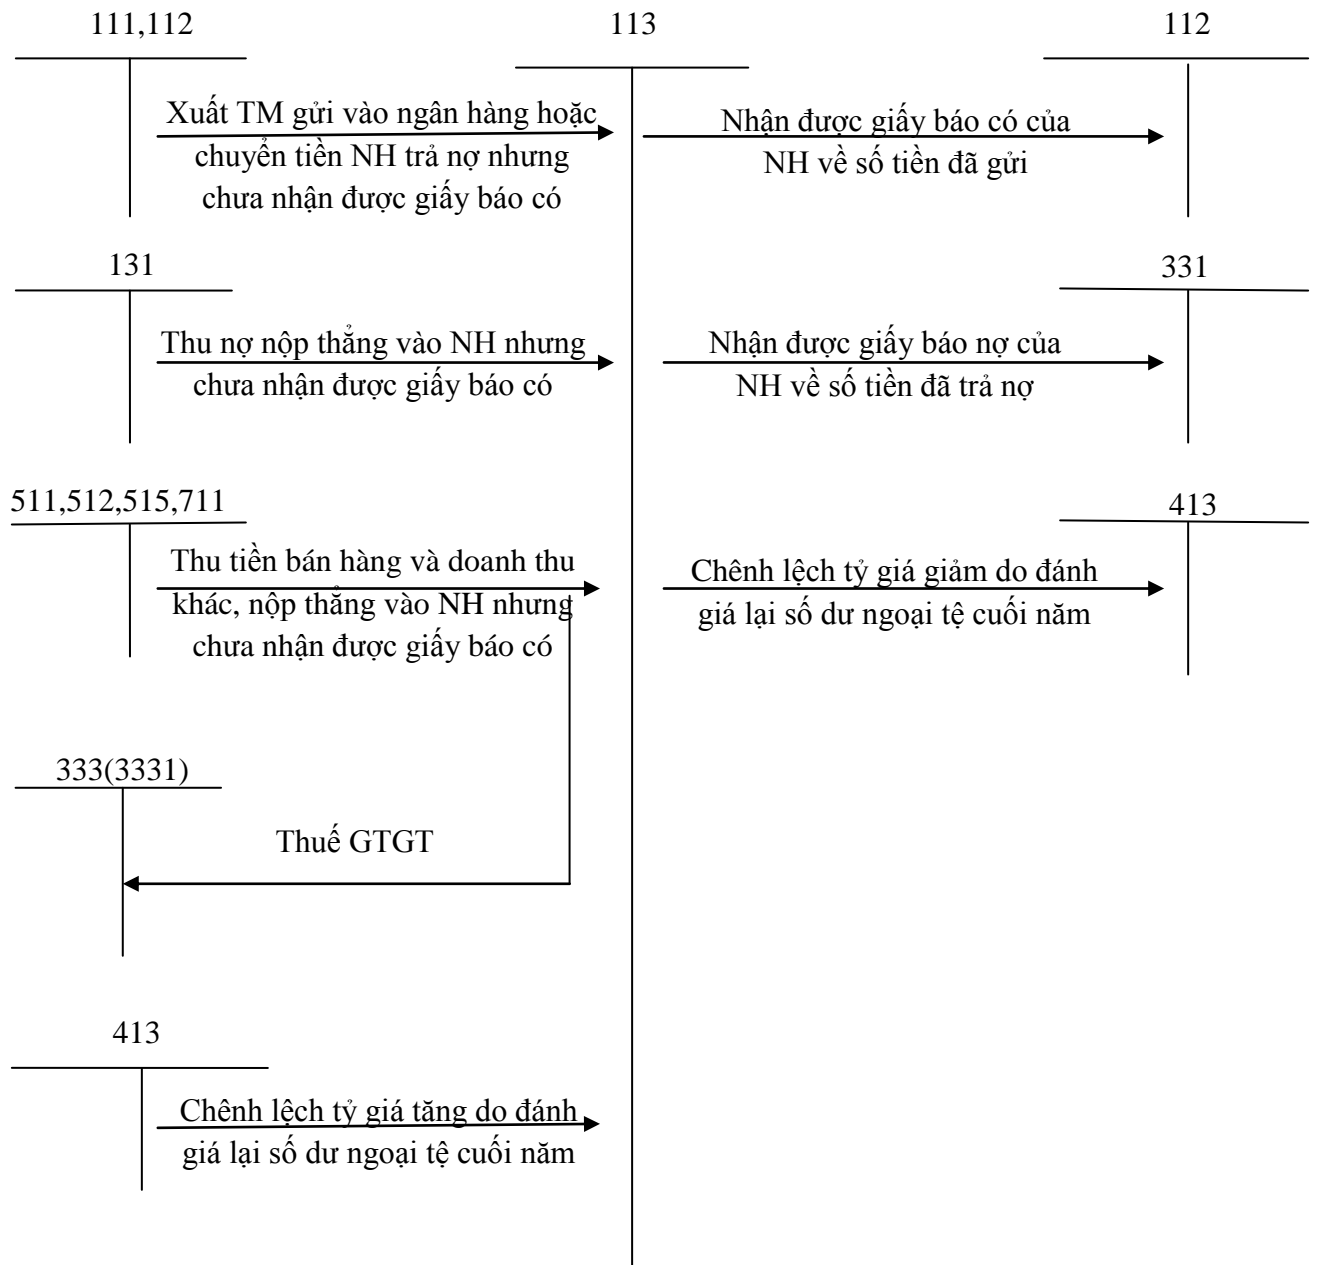 111,112
113
112
Xuất TM gửi vào ngân hàng hoặc
chuyển tiền NH trả nợ nhưng
chưa nhận được giấy báo có
Nhận được giấy báo có của
NH về số tiền đã gửi
131
331
Thu nợ nộp thẳng vào NH nhưng
chưa nhận được giấy báo có
Nhận được giấy báo nợ của
NH về số tiền đã trả nợ
511,512,515,711
413
Thu tiền bán hàng và doanh thu
khác, nộp thẳng vào NH nhưng
chưa nhận được giấy báo có
Chênh lệch tỷ giá giảm do đánh
giá lại số dư ngoại tệ cuối năm
333(3331)
Thuế GTGT
413
Chênh lệch tỷ giá tăng do đánh
giá lại số dư ngoại tệ cuối năm